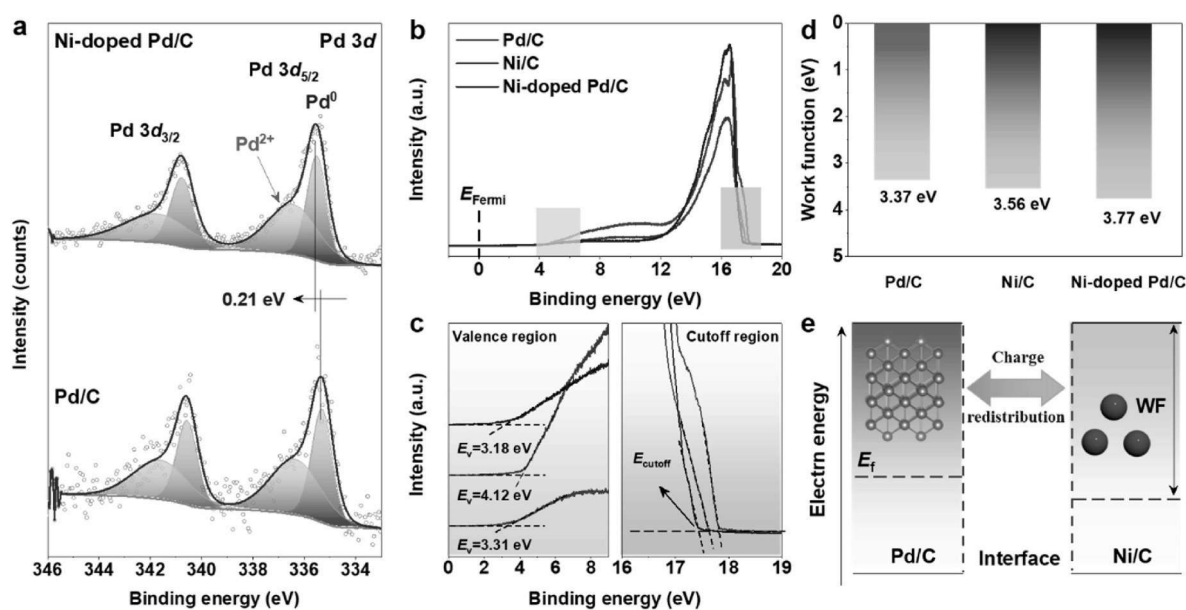 a
Ni-doped Pd/C
Pd 3d
Pd 3d5/2
Pd0
Pd 3d3/2
Pd2+
0.21 eV
Pd/C
Intensity (counts)
346 344 342 340 338 336 334
Binding energy (eV)
b
Pd/C
Ni/C
Ni-doped Pd/C
EFermi
Intensity (a.u.)
0 4 8 12 16 20
Binding energy (eV)
c
Valence region
Ev=3.18 eV
Ev=4.12 eV
Ev=3.31 eV
Cutoff region
Ecutoff
Intensity (a.u.)
0 2 4 6 8 16 17 18 19
Binding energy (eV)
d
Work function (eV)
0
1
2
3
4
5
3.37 eV
3.56 eV
3.77 eV
Pd/C Ni/C Ni-doped Pd/C
e
Electrn energy
Charge
redistribution
WF
Ef
Pd/C Interface Ni/C